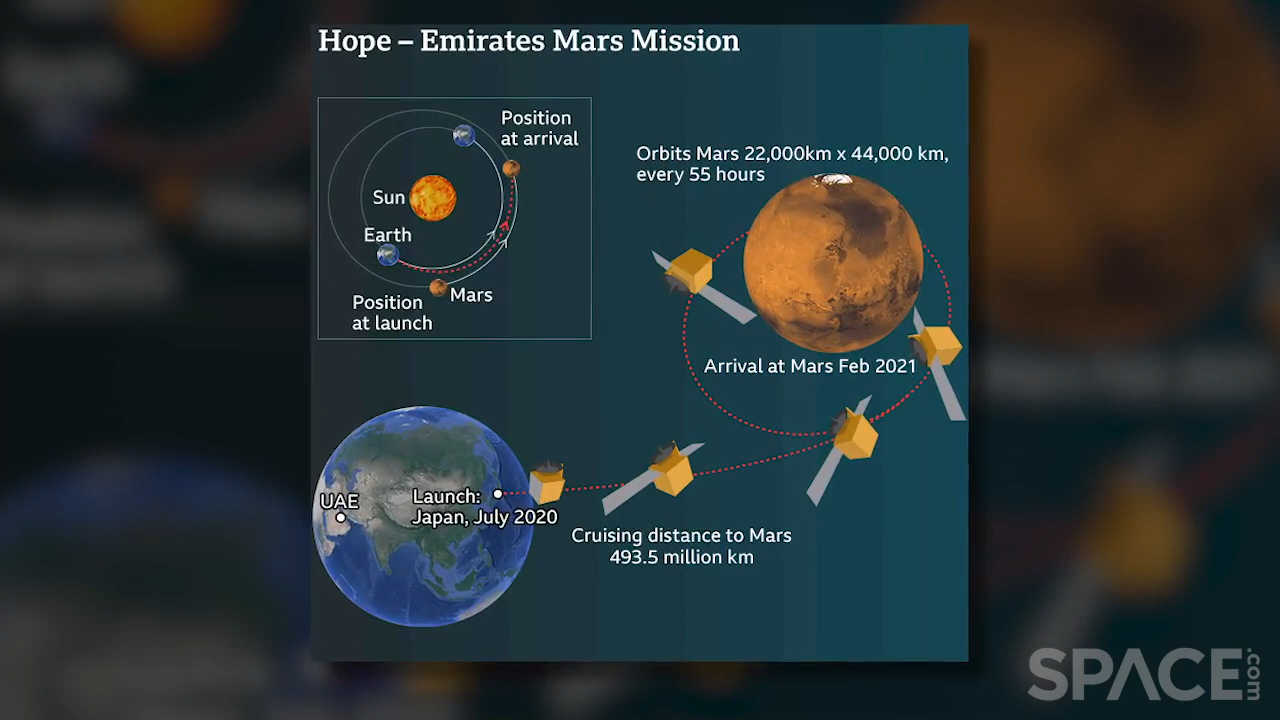 Hope – Emirates Mars Mission
Position
at arrival
Sun
Earth
Mars
Position
at launch
Orbits Mars 22,000km x 44,000 km,
every 55 hours
Arrival at Mars Feb 2021
UAE
Launch:
Japan, July 2020
Cruising distance to Mars
493.5 million km
SPACE.com